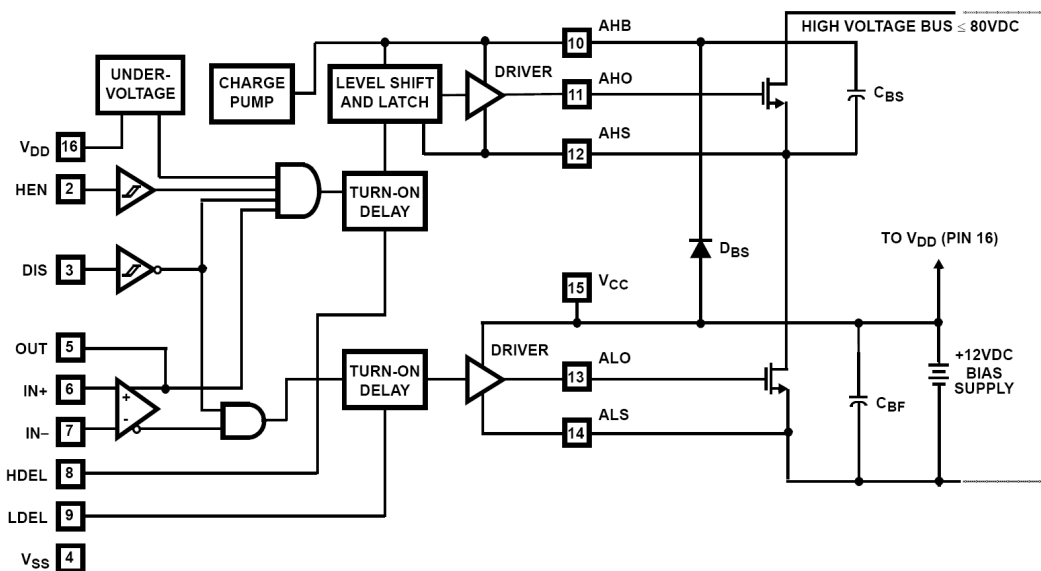 HIGH VOLTAGE BUS ≤ 80VDC
10 AHB
UNDER-
VOLTAGE
CHARGE
PUMP
LEVEL SHIFT
AND LATCH
DRIVER
11 AHO
C_BS
V_DD 16
12 AHS
HEN 2
TURN-ON
DELAY
TO V_DD (PIN 16)
DIS 3
D_BS
15 V_CC
OUT 5
DRIVER
IN+ 6
+
-
TURN-ON
DELAY
13 ALO
+12VDC
BIAS
SUPPLY
C_BF
IN– 7
14 ALS
HDEL 8
LDEL 9
V_SS 4